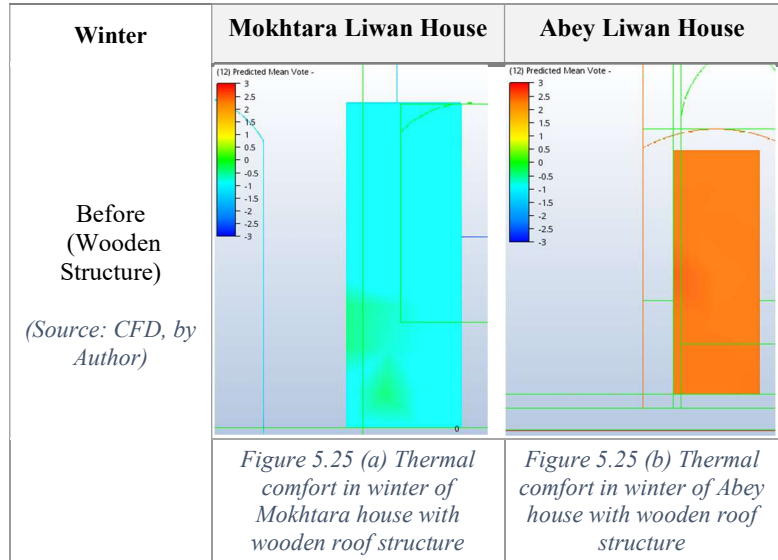 Winter
Mokhtara Liwan House
Abey Liwan House
Before
(Wooden
Structure)
(Source: CFD, by
Author)
(12) Predicted Mean Vote -
3
2.5
2
1.5
1
0.5
0
-0.5
-1
-1.5
-2
-2.5
-3
0
(12) Predicted Mean Vote -
3
2.5
2
1.5
1
0.5
0
-0.5
-1
-1.5
-2
-2.5
-3
Figure 5.25 (a) Thermal
comfort in winter of
Mokhtara house with
wooden roof structure
Figure 5.25 (b) Thermal
comfort in winter of Abey
house with wooden roof
structure